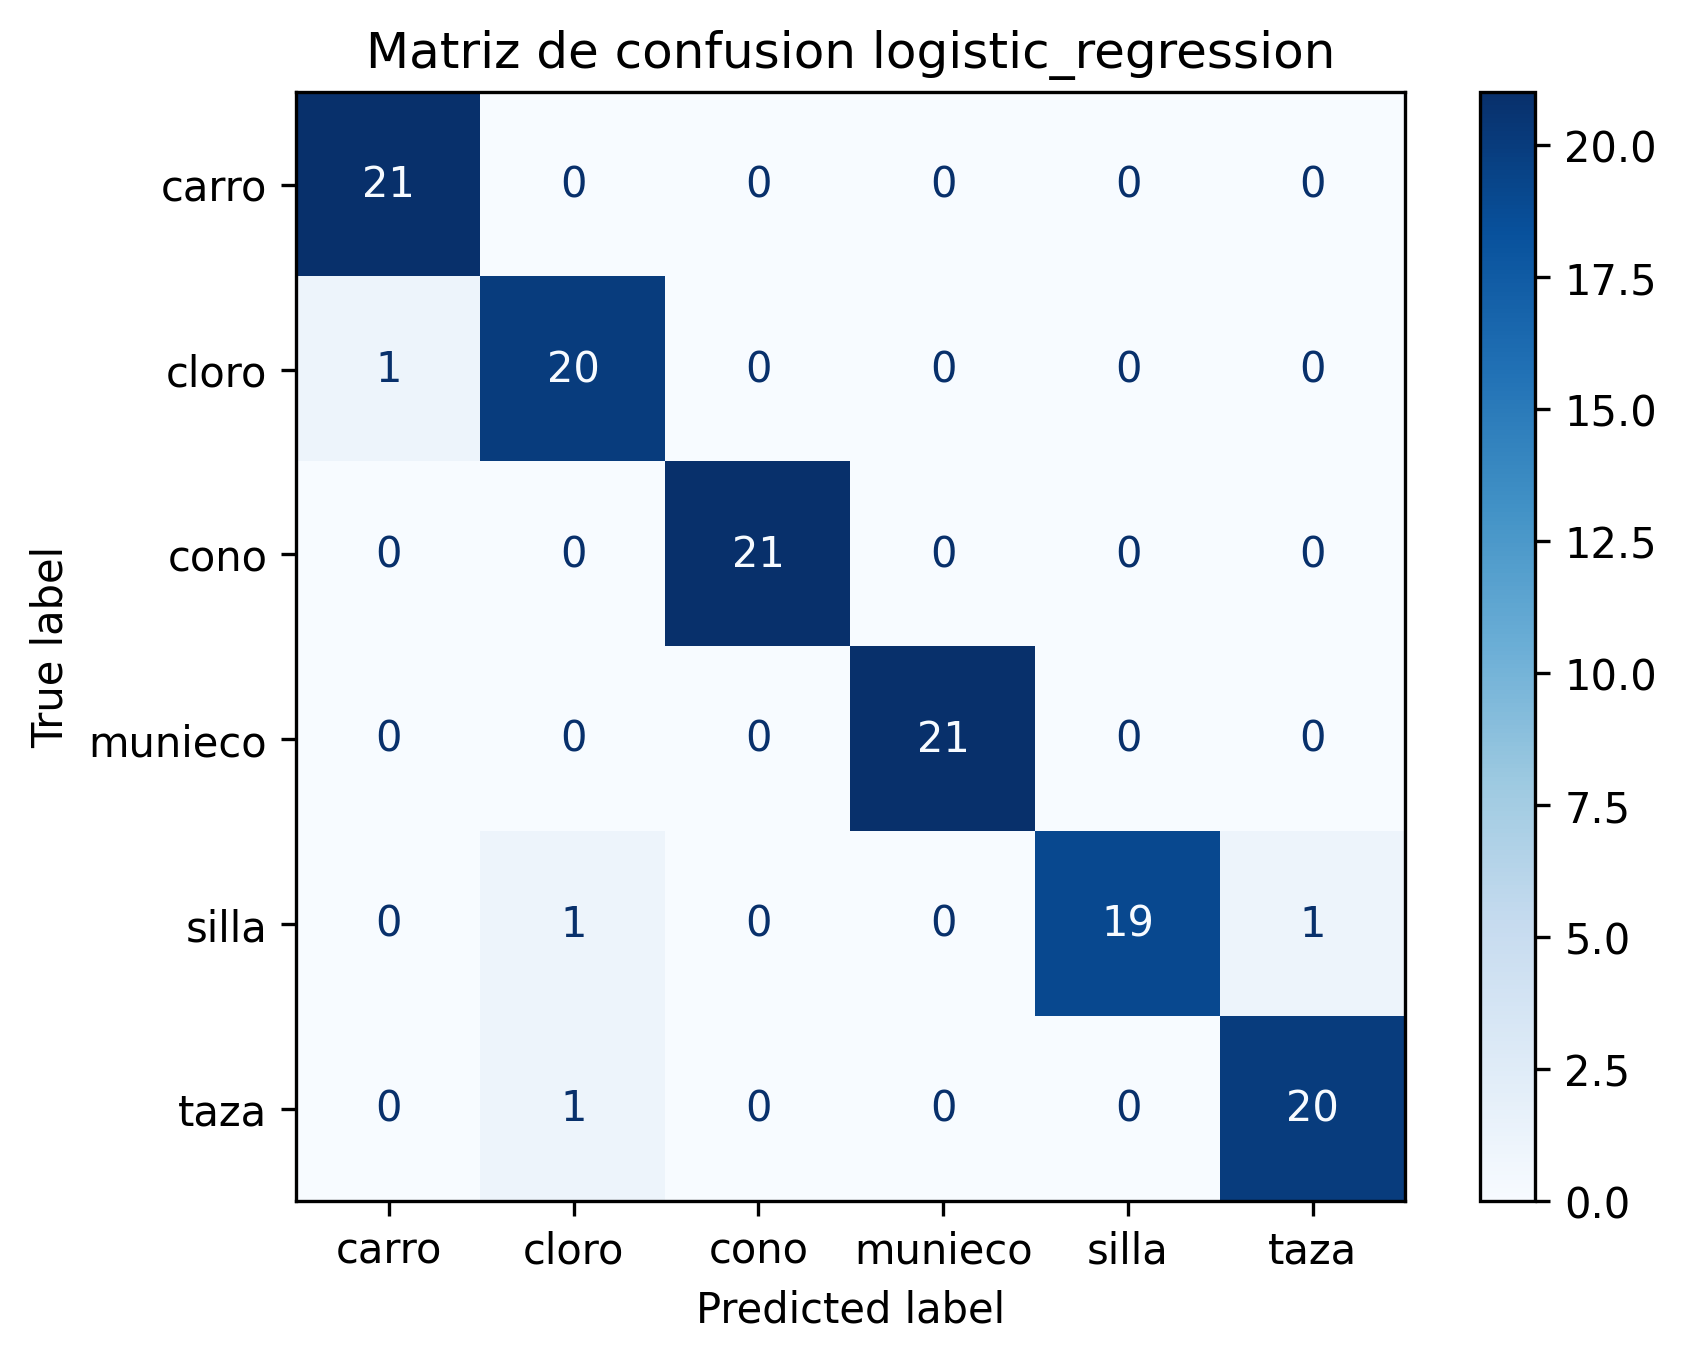 Matriz de confusion logistic_regression
True label
carro 21 0 0 0 0 0
cloro 1 20 0 0 0 0
cono 0 0 21 0 0 0
munieco 0 0 0 21 0 0
silla 0 1 0 0 19 1
taza 0 1 0 0 0 20
carro cloro cono munieco silla taza
Predicted label
20.0
17.5
15.0
12.5
10.0
7.5
5.0
2.5
0.0